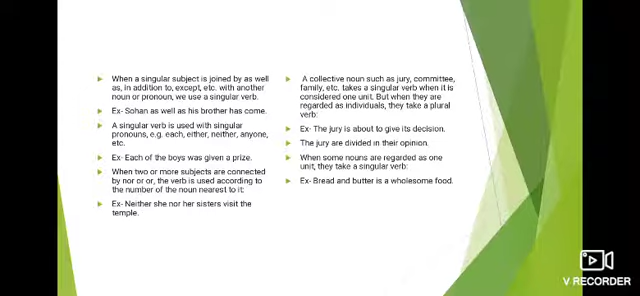 When a singular subject is joined by as well
as, in addition to, except, etc. with another
noun or pronoun, we use a singular verb.
Ex- Sohan as well as his brother has come.
A singular verb is used with singular
pronouns, e.g. each, either, neither, anyone,
etc.
Ex- Each of the boys was given a prize.
When two or more subjects are connected
by nor or or, the verb is used according to
the number of the noun nearest to it:
Ex- Neither she nor her sisters visit the
temple.
A collective noun such as jury, committee,
family, etc. takes a singular verb when it is
considered one unit. But when they are
regarded as individuals, they take a plural
verb:
Ex- The jury is about to give its decision.
The jury are divided in their opinion.
When some nouns are regarded as one
unit, they take a singular verb:
Ex- Bread and butter is a wholesome food.
V RECORDER